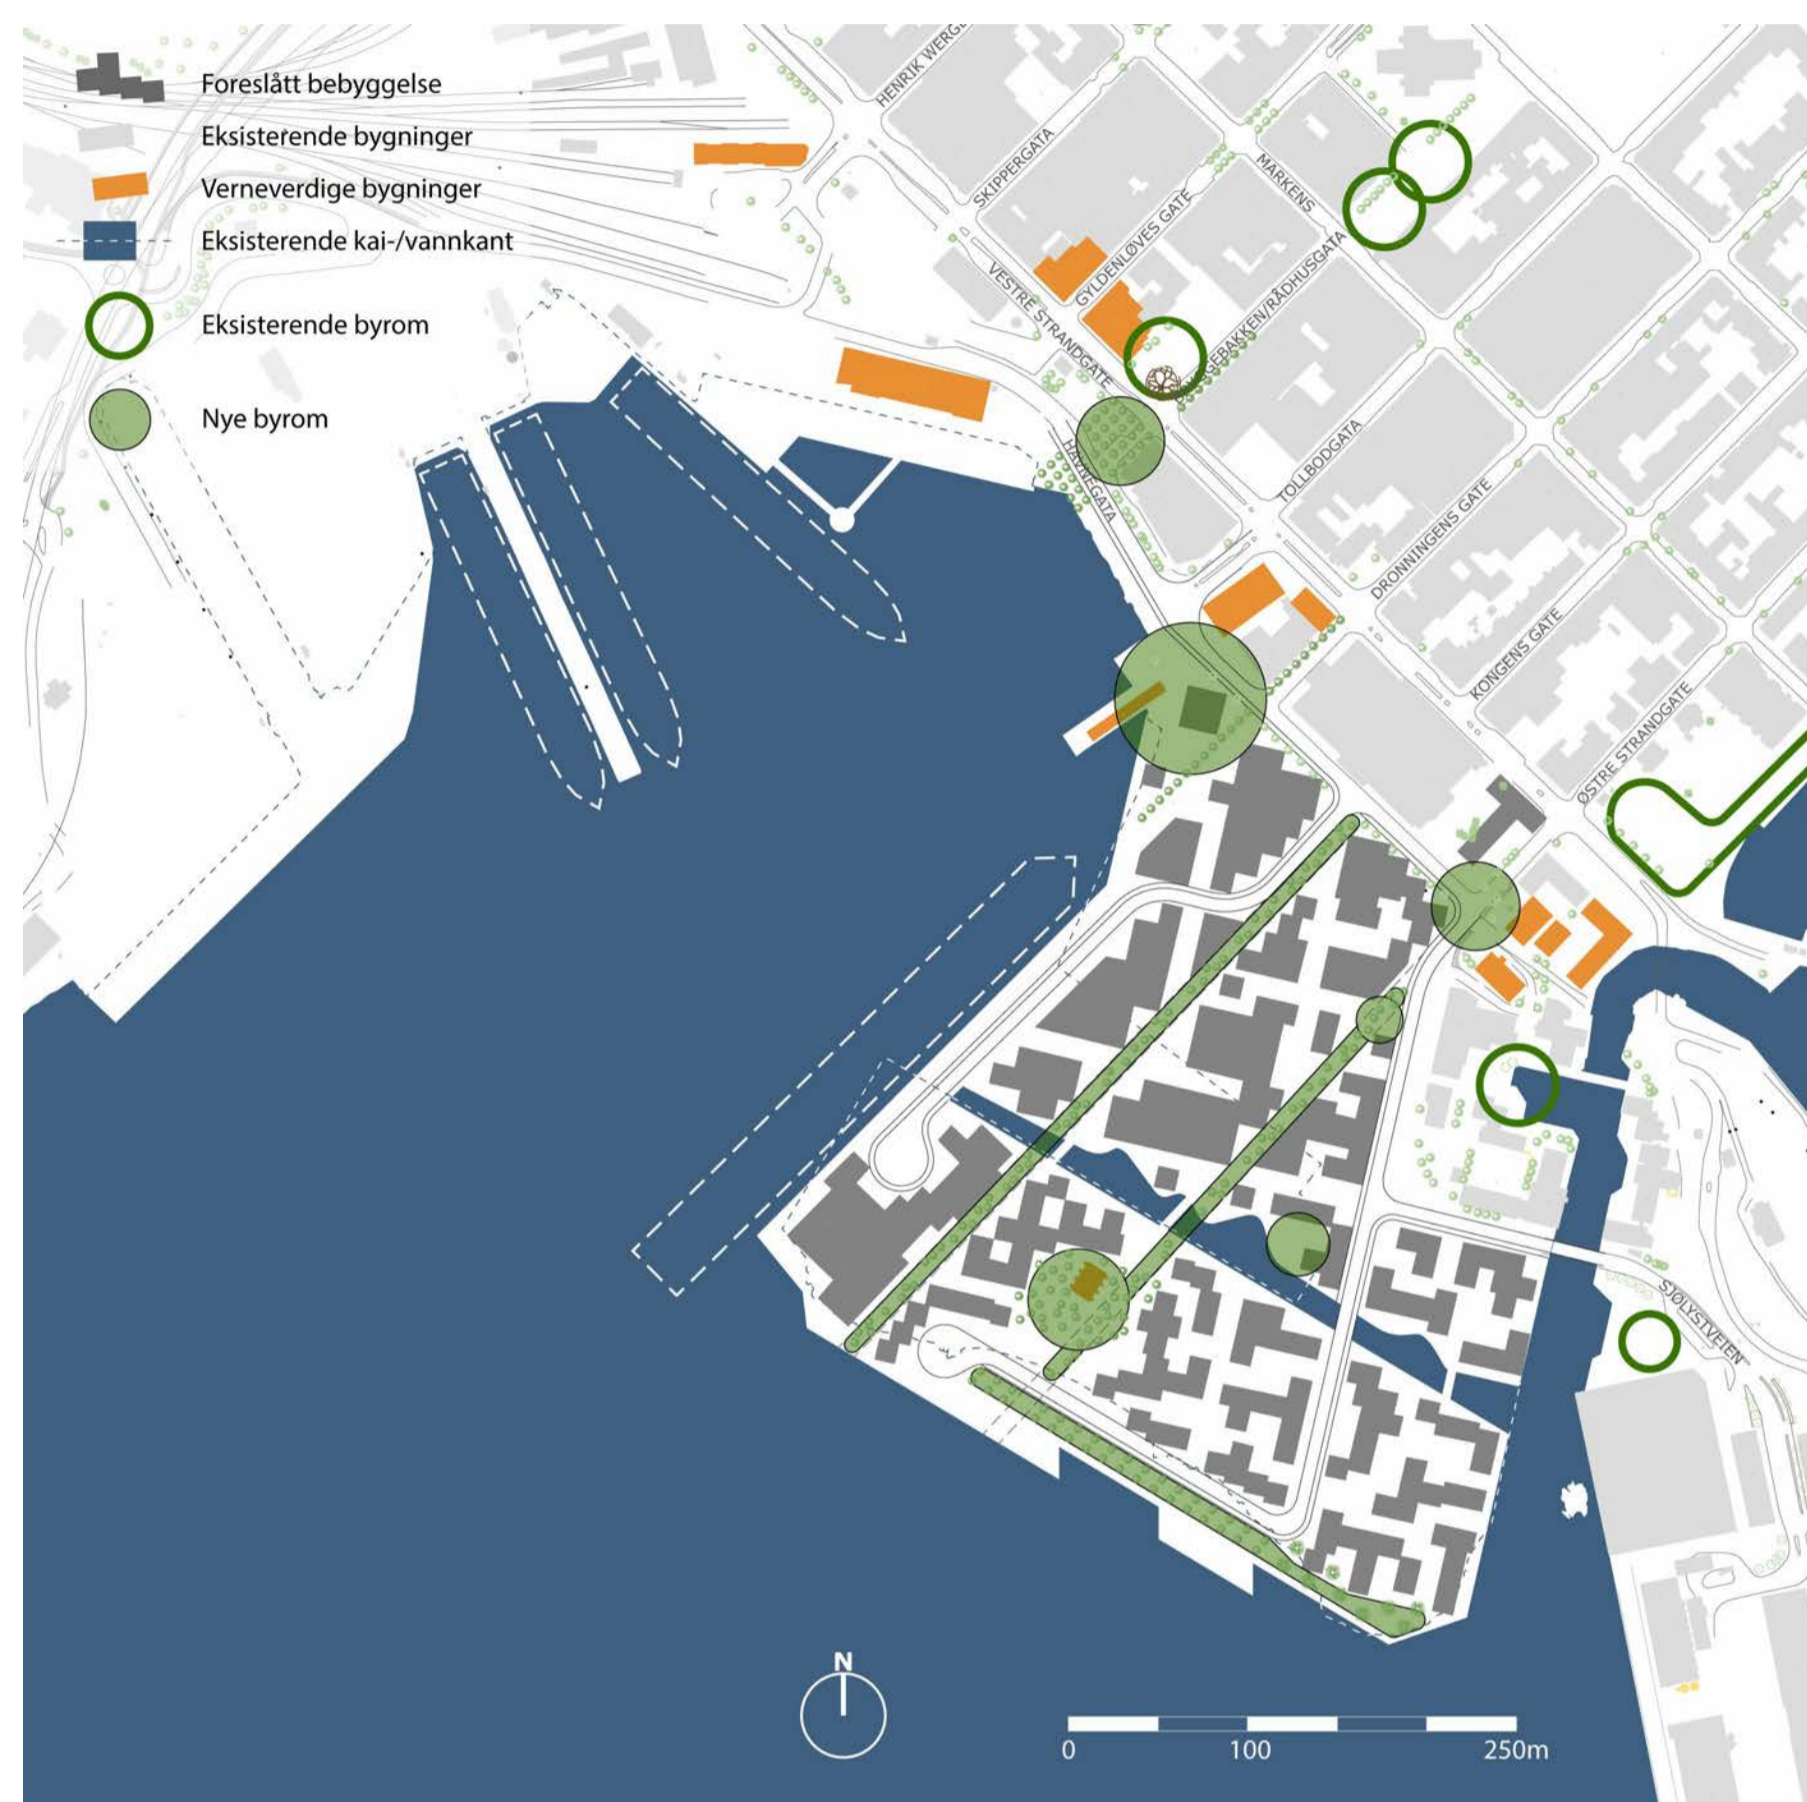 Foreslått bebyggelse
Eksisterende bygninger
Verneverdige bygninger
Eksisterende kai-/vannkant
Eksisterende byrom
Nye byrom
SKIPPERGATA
MARKENS
GYLDENLØVES GATE
VESTRE STRANDGATE
HAVNEGATA
TOLLBODGATA
DRONNINGENS GATE
KONGENS GATE
ØSTRE STRANDGATE
SJØLYSTVEIEN
N
0 100 250m